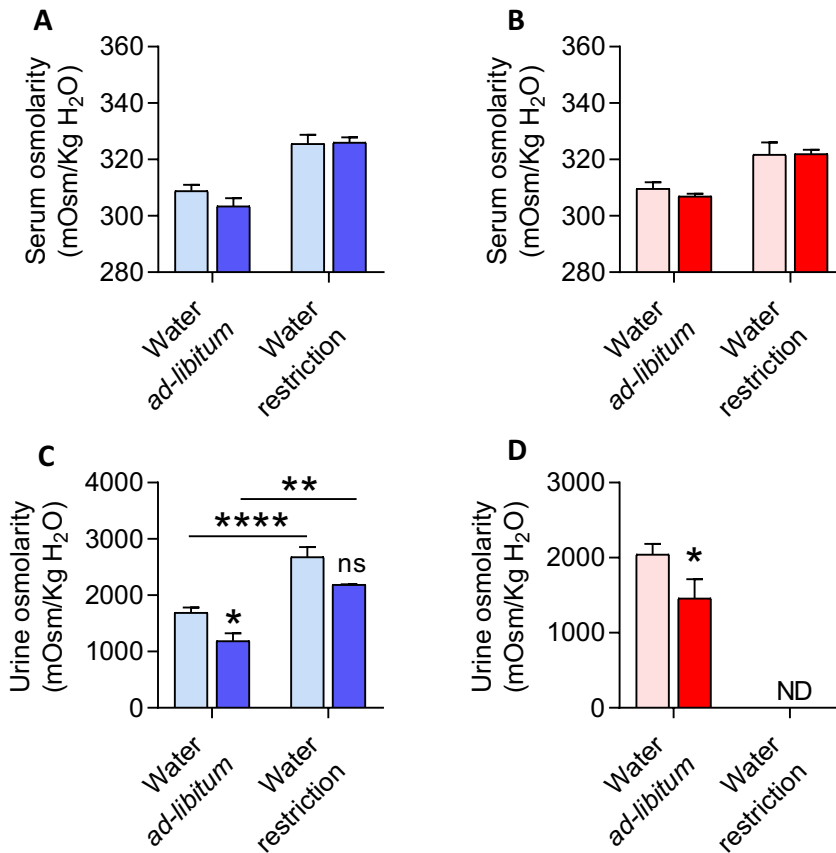 A
Serum osmolarity
(mOsm/Kg H₂O)
360
340
320
300
280
Water
ad-libitum
Water
restriction
B
Serum osmolarity
(mOsm/Kg H₂O)
360
340
320
300
280
Water
ad-libitum
Water
restriction
C
Urine osmolarity
(mOsm/Kg H₂O)
4000
3000
2000
1000
0
**
****
ns
*
Water
ad-libitum
Water
restriction
D
Urine osmolarity
(mOsm/Kg H₂O)
3000
2000
1000
0
*
ND
Water
ad-libitum
Water
restriction